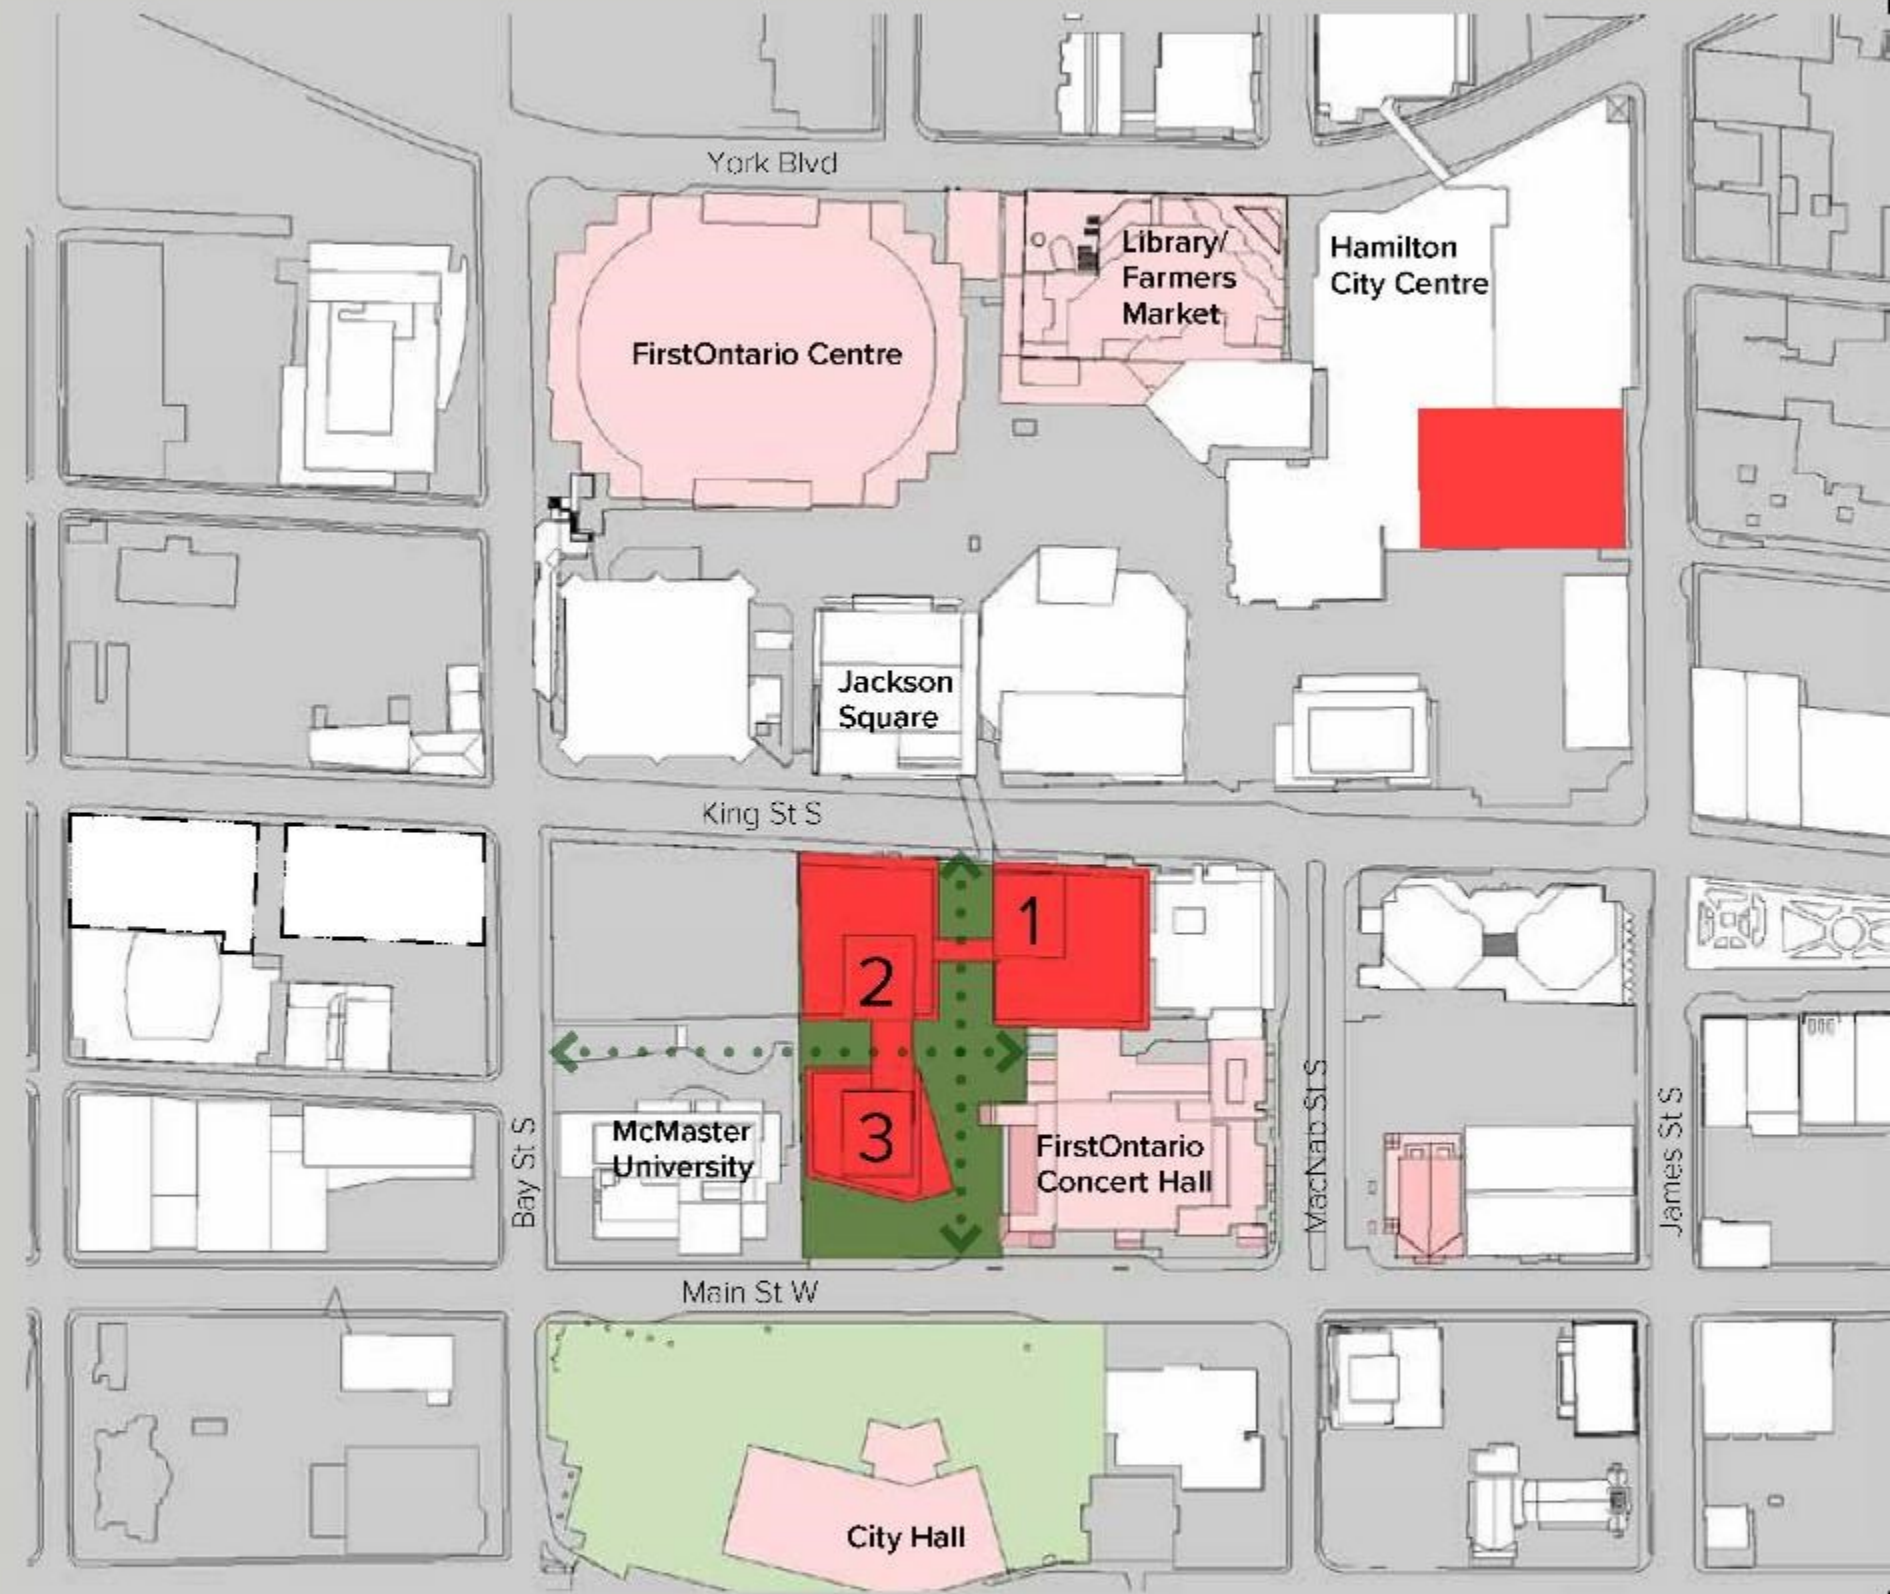 York Blvd
Library/
Farmers
Market
Hamilton
City Centre
FirstOntario Centre
Jackson
Square
King St S
1
2
3
McMaster
University
FirstOntario
Concert Hall
Bay St S
MacNab St S
James St S
Main St W
City Hall